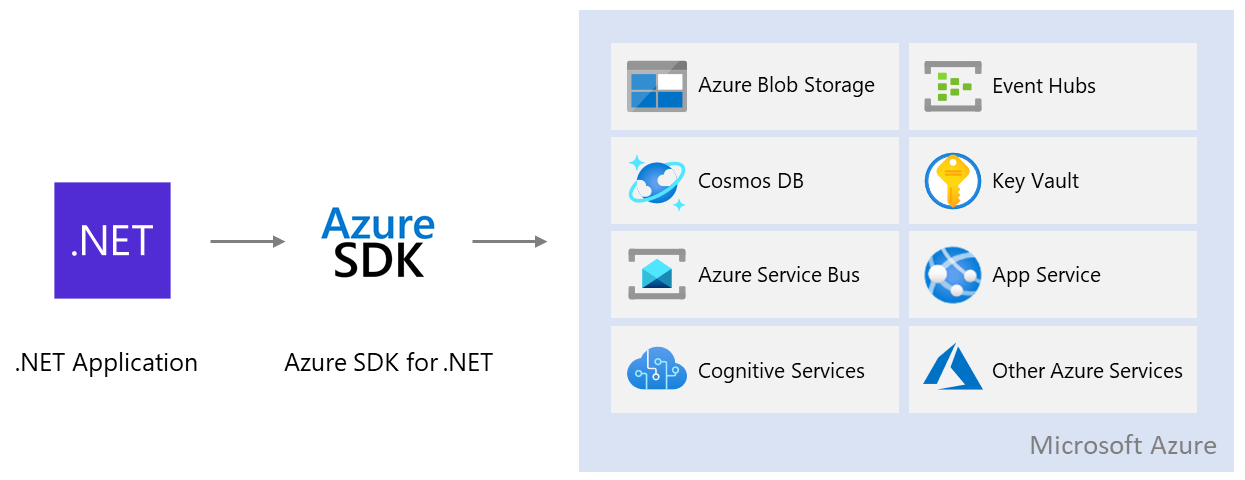 .NET
.NET Application
Azure
SDK
Azure SDK for .NET
Azure Blob Storage
Event Hubs
Cosmos DB
Key Vault
Azure Service Bus
App Service
Cognitive Services
Other Azure Services
Microsoft Azure